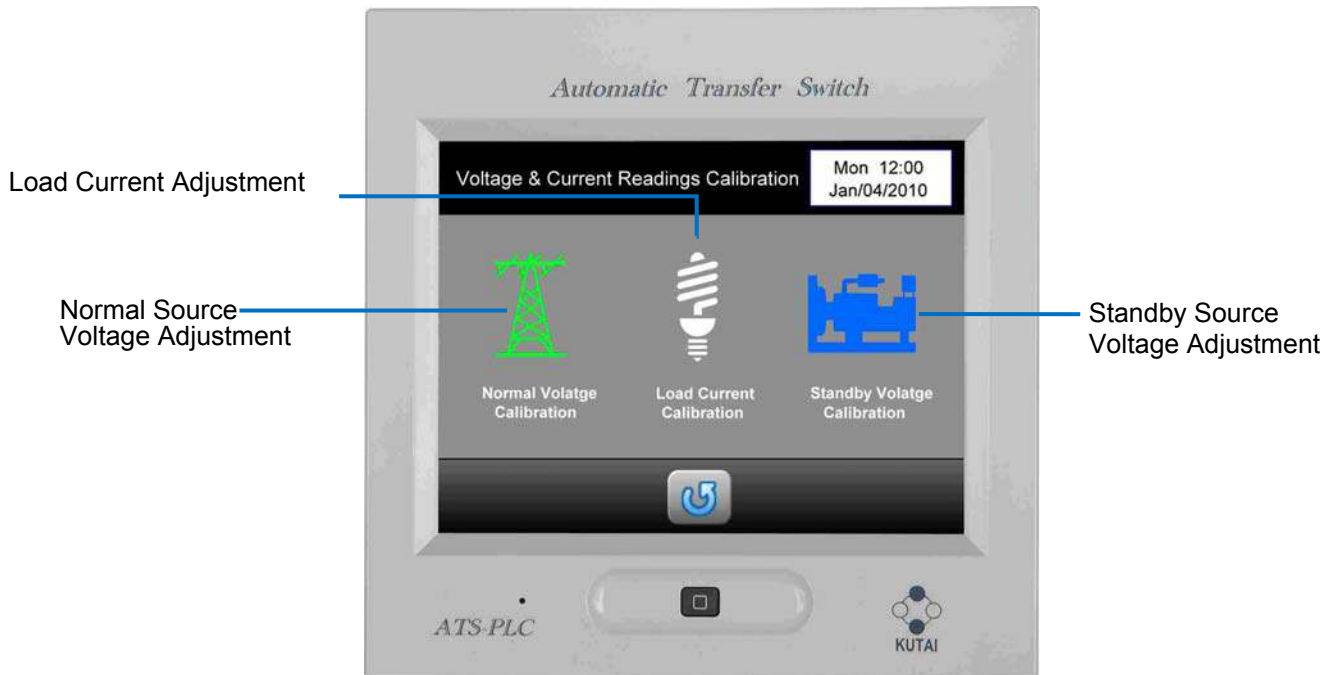 Automatic Transfer Switch
Voltage & Current Readings Calibration
Mon 12:00
Jan/04/2010
Load Current Adjustment
Normal Source
Voltage Adjustment
Standby Source
Voltage Adjustment
Normal Volatge
Calibration
Load Current
Calibration
Standby Volatge
Calibration
ATS-PLC
KUTAI